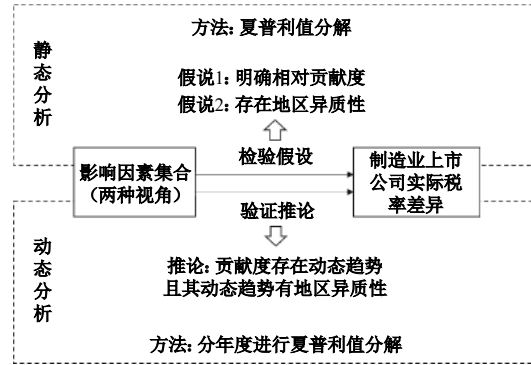 方法: 夏普利值分解
静态分析
假说1: 明确相对贡献度
假说2: 存在地区异质性
影响因素集合
（两种视角）
检验假设
验证推论
制造业上市
公司实际税
率差异
动态分析
推论: 贡献度存在动态趋势
且其动态趋势有地区异质性
方法: 分年度进行夏普利值分解